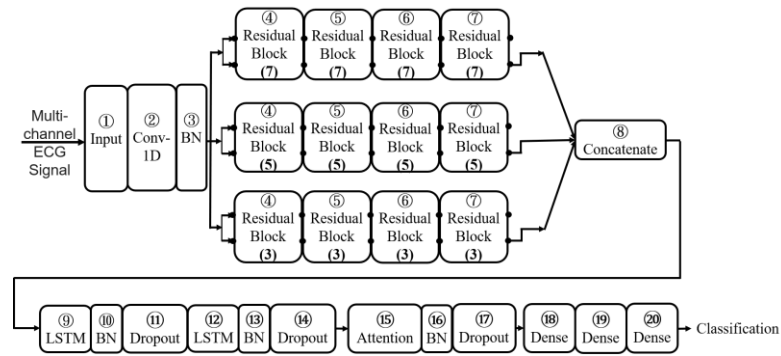 Multi-
channel
ECG
Signal
①
Input
②
Conv-
1D
③
BN
④
Residual
Block
(7)
⑤
Residual
Block
(7)
⑥
Residual
Block
(7)
⑦
Residual
Block
(7)
④
Residual
Block
(5)
⑤
Residual
Block
(5)
⑥
Residual
Block
(5)
⑦
Residual
Block
(5)
④
Residual
Block
(3)
⑤
Residual
Block
(3)
⑥
Residual
Block
(3)
⑦
Residual
Block
(3)
⑧
Concatenate
⑨
LSTM
⑩
BN
⑪
Dropout
⑫
LSTM
⑬
BN
⑭
Dropout
⑮
Attention
⑯
BN
⑰
Dropout
⑱
Dense
⑲
Dense
⑳
Dense
Classification